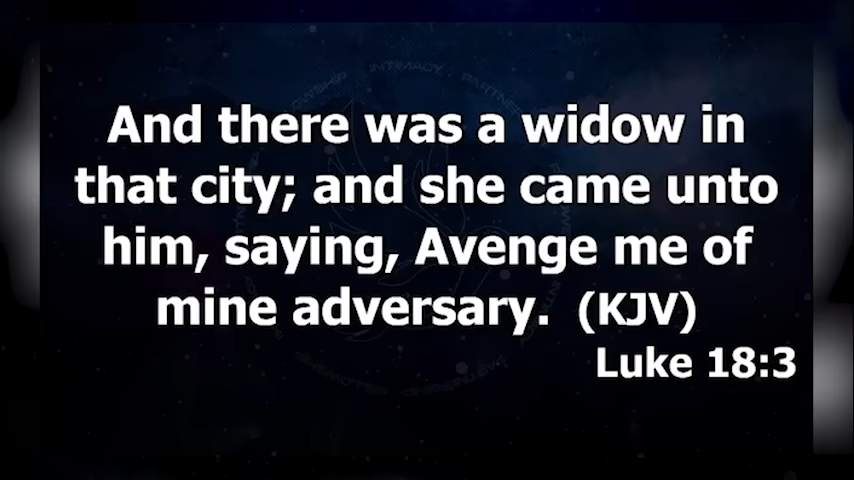 And there was a widow in
that city; and she came unto
him, saying, Avenge me of
mine adversary. (KJV)
Luke 18:3
INTIMACY